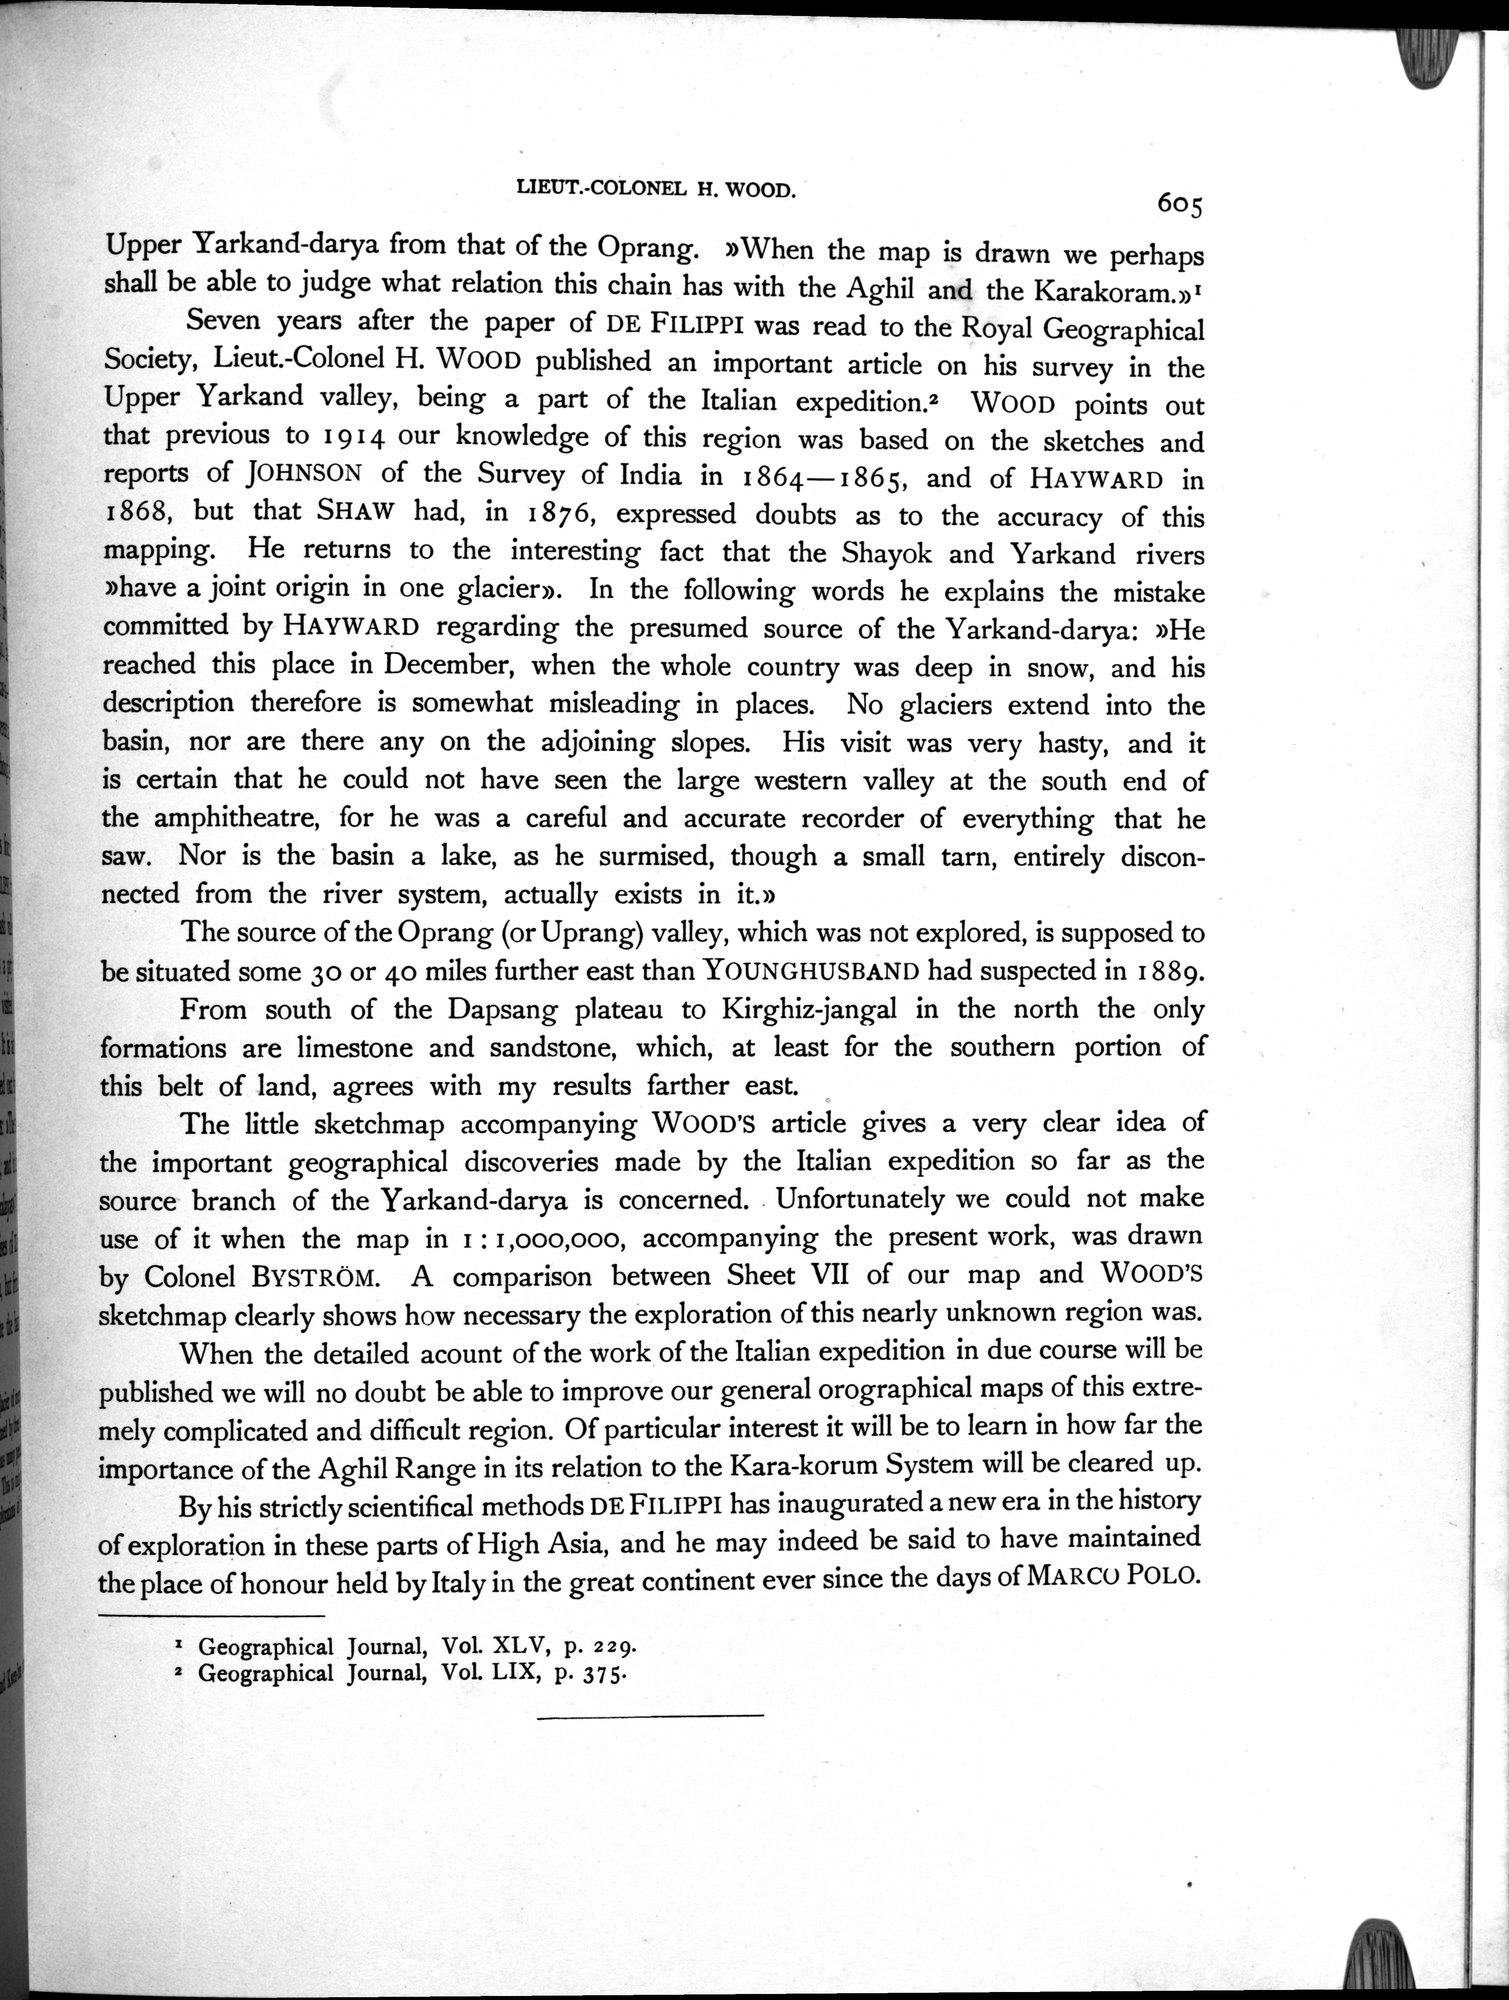 LIEUT.-COLONEL H. WOOD.
605
Upper Yarkand-darya from that of the Oprang. »When the map is drawn we perhaps
shall be able to judge what relation this chain has with the Aghil and the Karakoram.»¹
Seven years after the paper of DE FILIPPI was read to the Royal Geographical
Society, Lieut.-Colonel H. WOOD published an important article on his survey in the
Upper Yarkand valley, being a part of the Italian expedition.² WOOD points out
that previous to 1914 our knowledge of this region was based on the sketches and
reports of JOHNSON of the Survey of India in 1864—1865, and of HAYWARD in
1868, but that SHAW had, in 1876, expressed doubts as to the accuracy of this
mapping. He returns to the interesting fact that the Shayok and Yarkand rivers
»have a joint origin in one glacier». In the following words he explains the mistake
committed by HAYWARD regarding the presumed source of the Yarkand-darya: »He
reached this place in December, when the whole country was deep in snow, and his
description therefore is somewhat misleading in places. No glaciers extend into the
basin, nor are there any on the adjoining slopes. His visit was very hasty, and it
is certain that he could not have seen the large western valley at the south end of
the amphitheatre, for he was a careful and accurate recorder of everything that he
saw. Nor is the basin a lake, as he surmised, though a small tarn, entirely discon-
nected from the river system, actually exists in it.»
The source of the Oprang (or Uprang) valley, which was not explored, is supposed to
be situated some 30 or 40 miles further east than YOUNGHUSBAND had suspected in 1889.
From south of the Dapsang plateau to Kirghiz-jangal in the north the only
formations are limestone and sandstone, which, at least for the southern portion of
this belt of land, agrees with my results farther east.
The little sketchmap accompanying WOOD'S article gives a very clear idea of
the important geographical discoveries made by the Italian expedition so far as the
source branch of the Yarkand-darya is concerned. Unfortunately we could not make
use of it when the map in 1 : 1,000,000, accompanying the present work, was drawn
by Colonel BYSTRÖM. A comparison between Sheet VII of our map and WOOD'S
sketchmap clearly shows how necessary the exploration of this nearly unknown region was.
When the detailed acount of the work of the Italian expedition in due course will be
published we will no doubt be able to improve our general orographical maps of this extre-
mely complicated and difficult region. Of particular interest it will be to learn in how far the
importance of the Aghil Range in its relation to the Kara-korum System will be cleared up.
By his strictly scientifical methods DE FILIPPI has inaugurated a new era in the history
of exploration in these parts of High Asia, and he may indeed be said to have maintained
the place of honour held by Italy in the great continent ever since the days of MARCO POLO.
¹ Geographical Journal, Vol. XLV, p. 229.
² Geographical Journal, Vol. LIX, p. 375.